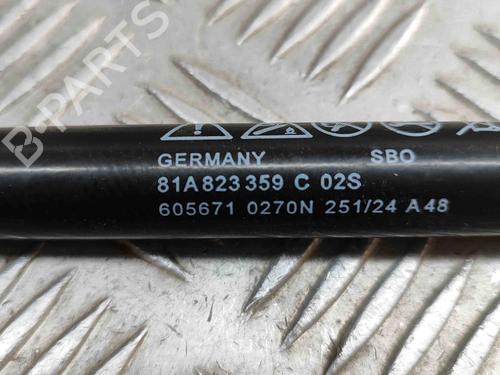 GERMANY SBO
81A 823 359 C 02S
605671 0270N 251/24 A48